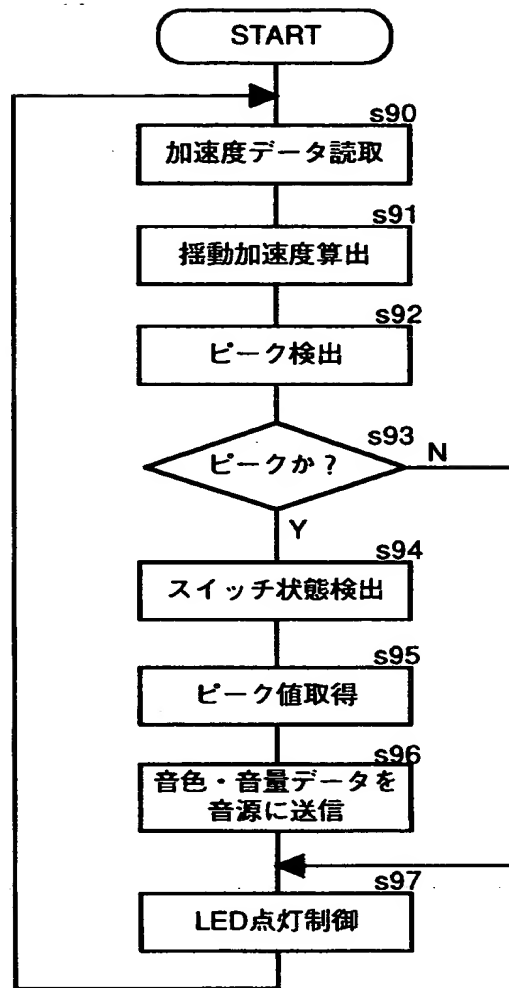 START
s90
加速度データ読取
s91
揺動加速度算出
s92
ピーク検出
s93
ピークか？
N
Y
s94
スイッチ状態検出
s95
ピーク値取得
s96
音色・音量データを
音源に送信
s97
LED点灯制御